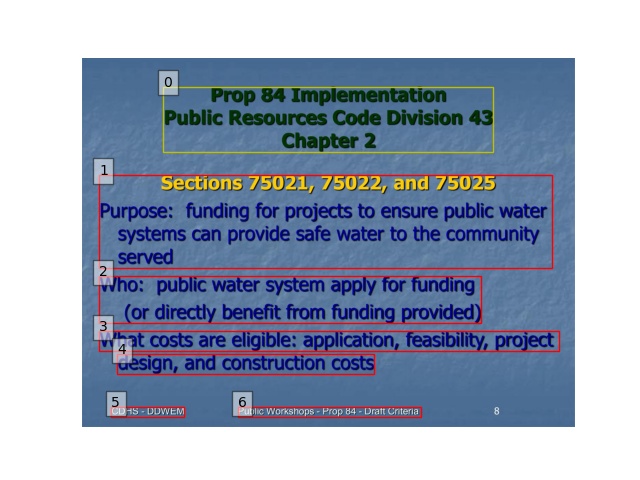 0
Prop 84 Implementation
Public Resources Code Division 43
Chapter 2
1
Sections 75021, 75022, and 75025
Purpose: funding for projects to ensure public water
systems can provide safe water to the community
served
2
Who: public water system apply for funding
(or directly benefit from funding provided)
3
What costs are eligible: application, feasibility, project
4
design, and construction costs
5
CDHS - DDWEM
6
Public Workshops - Prop 84 - Draft Criteria
8